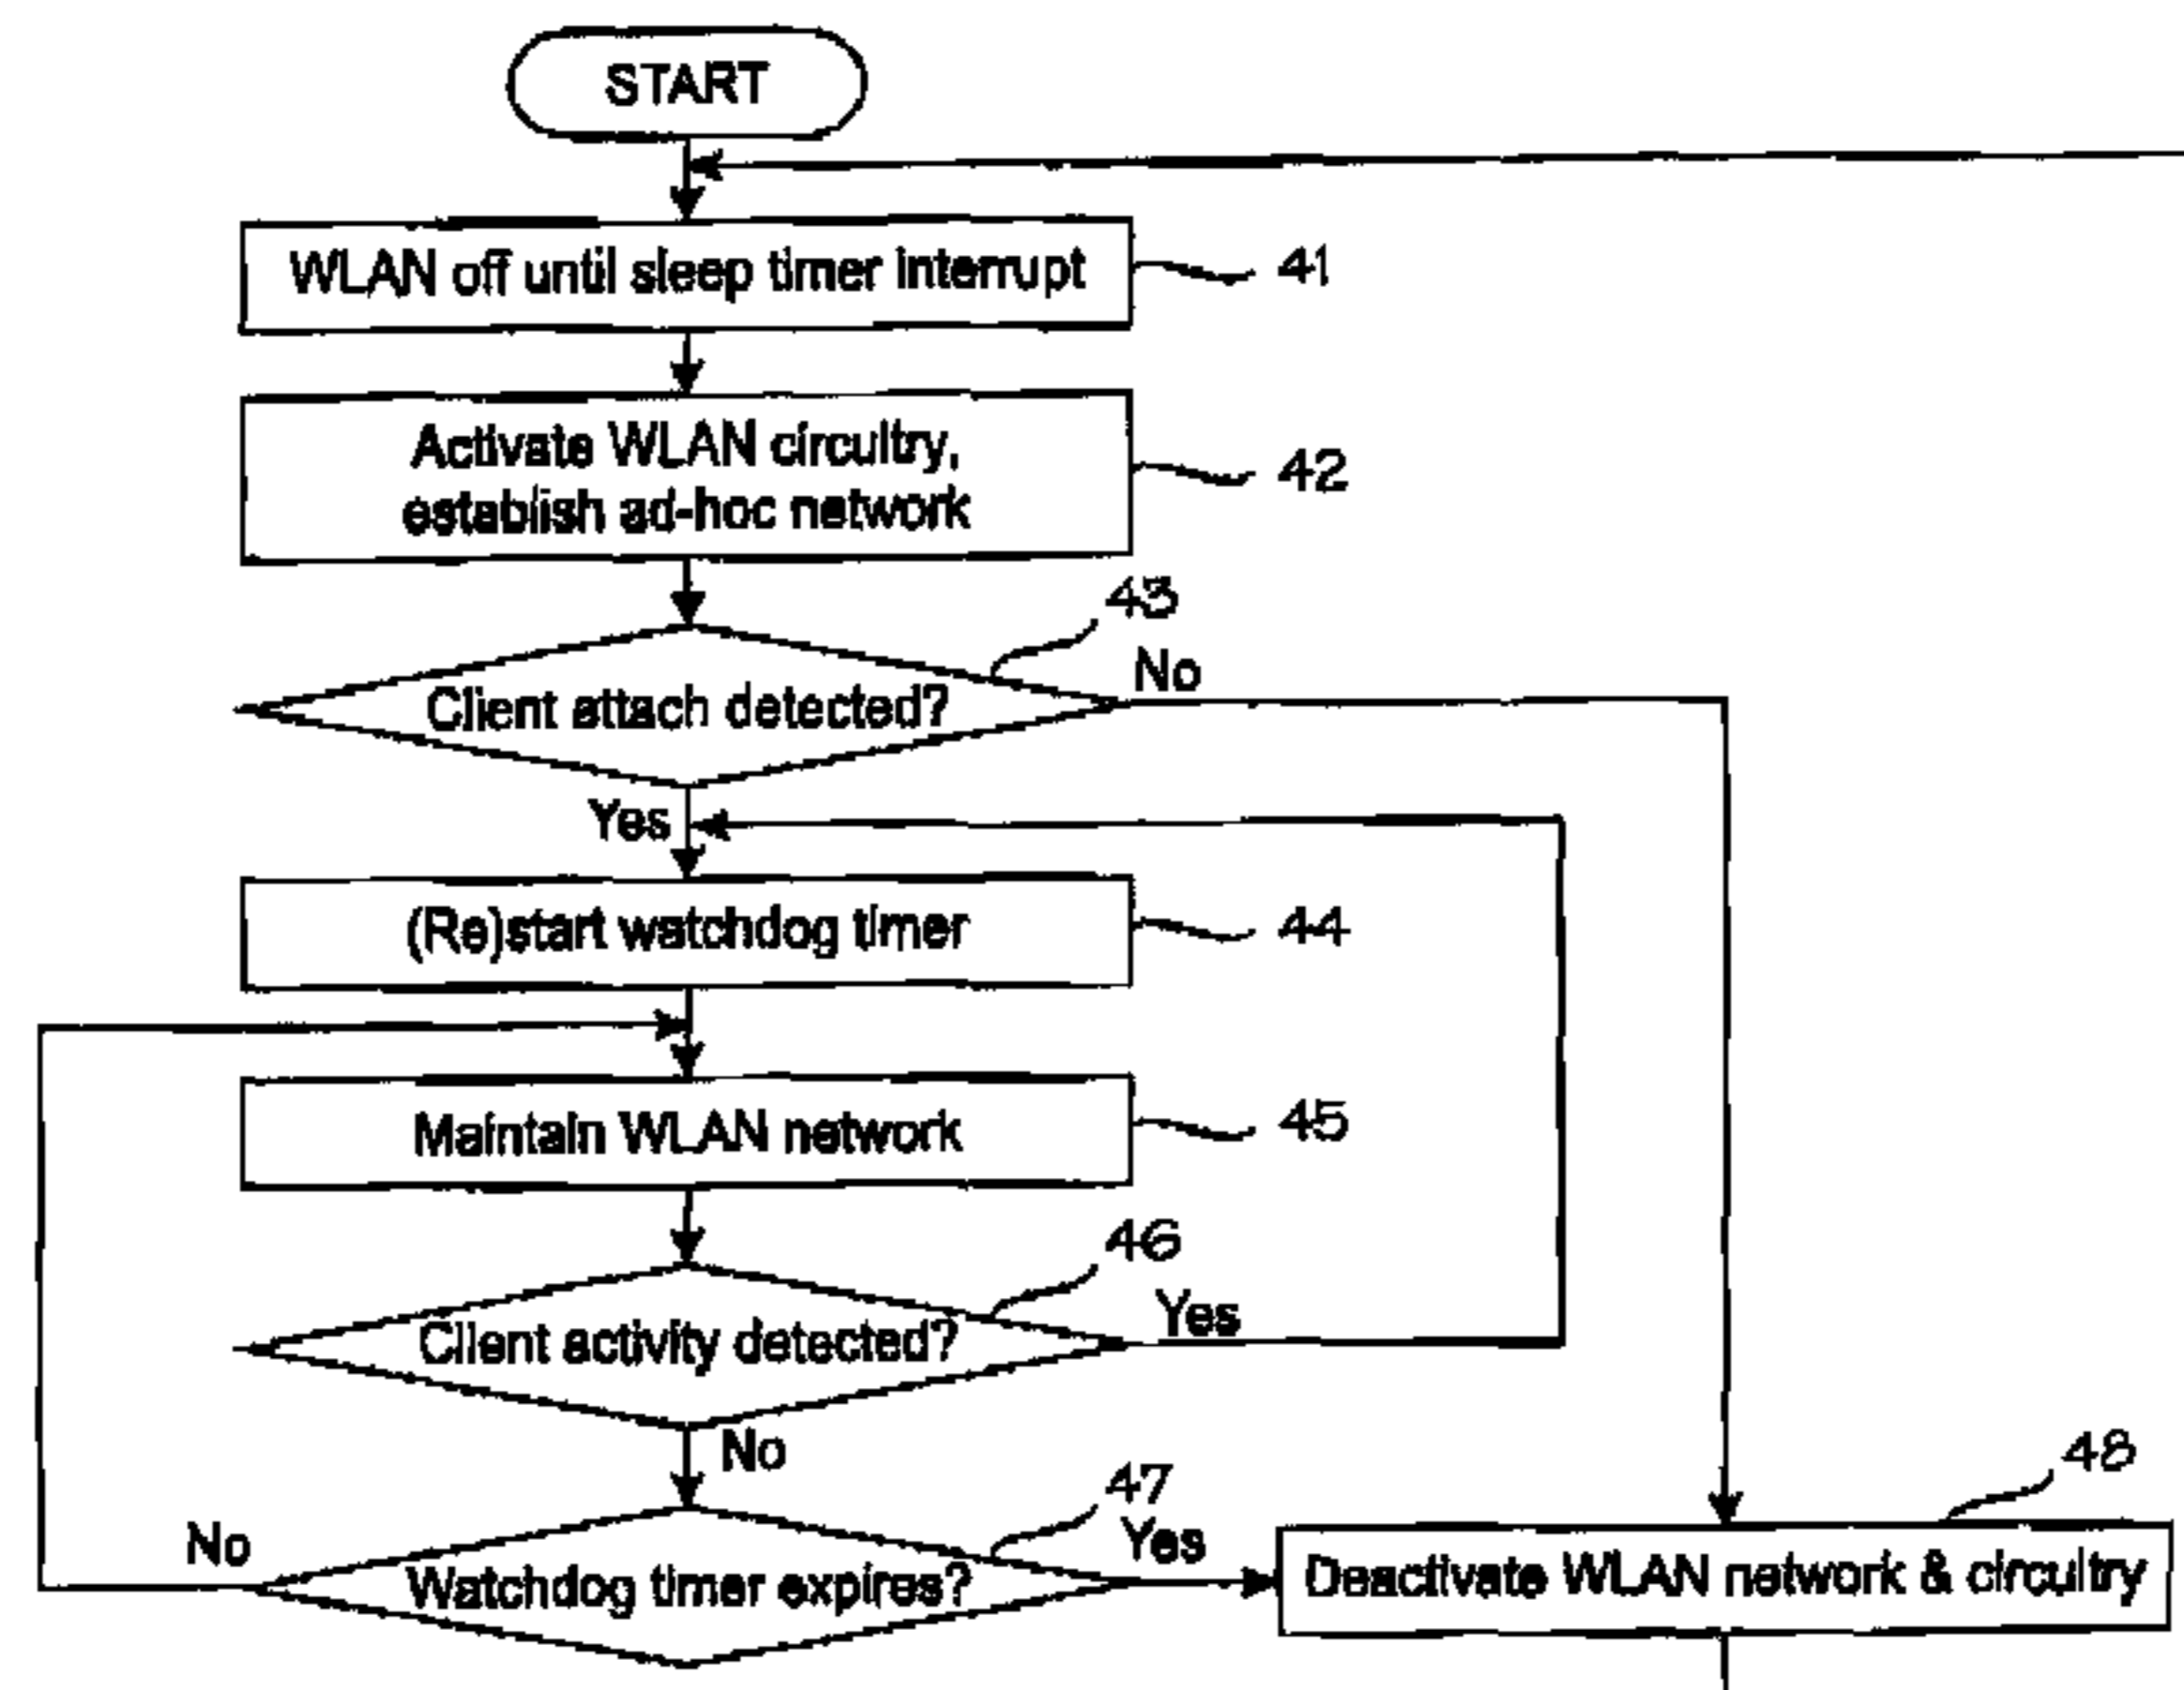 START
WLAN off until sleep timer interrupt
41
Activate WLAN circuitry,
establish ad-hoc network
42
43
Client attach detected?
No
Yes
(Re)start watchdog timer
44
Maintain WLAN network
45
46
Client activity detected?
Yes
No
47
Watchdog timer expires?
No
Yes
48
Deactivate WLAN network & circuitry